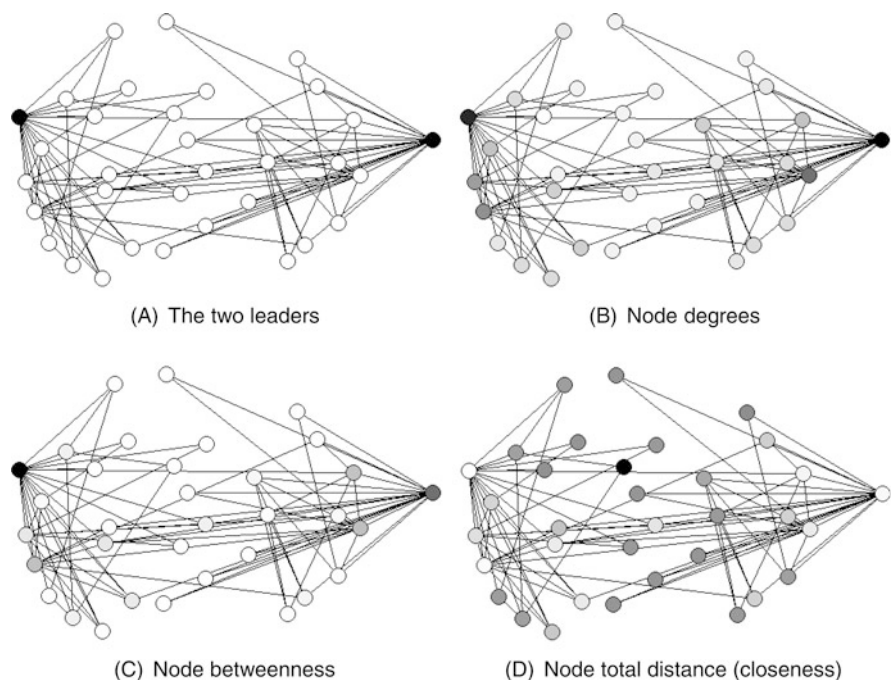 (A) The two leaders
(B) Node degrees
(C) Node betweenness
(D) Node total distance (closeness)